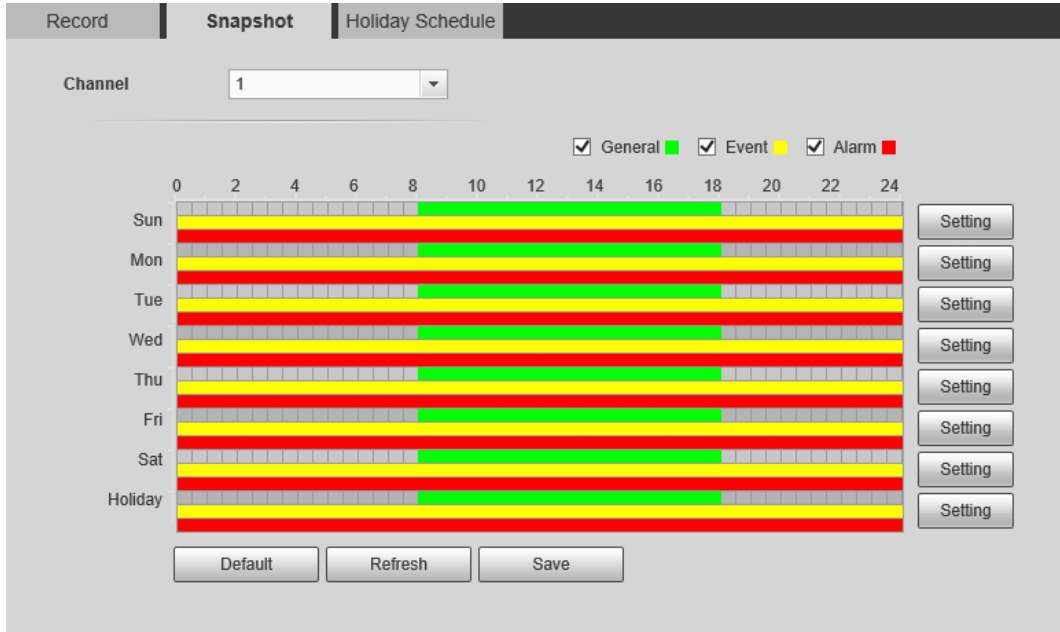 Record Snapshot Holiday Schedule
Channel 1
General Event Alarm
0 2 4 6 8 10 12 14 16 18 20 22 24
Sun Setting
Mon Setting
Tue Setting
Wed Setting
Thu Setting
Fri Setting
Sat Setting
Holiday Setting
Default Refresh Save